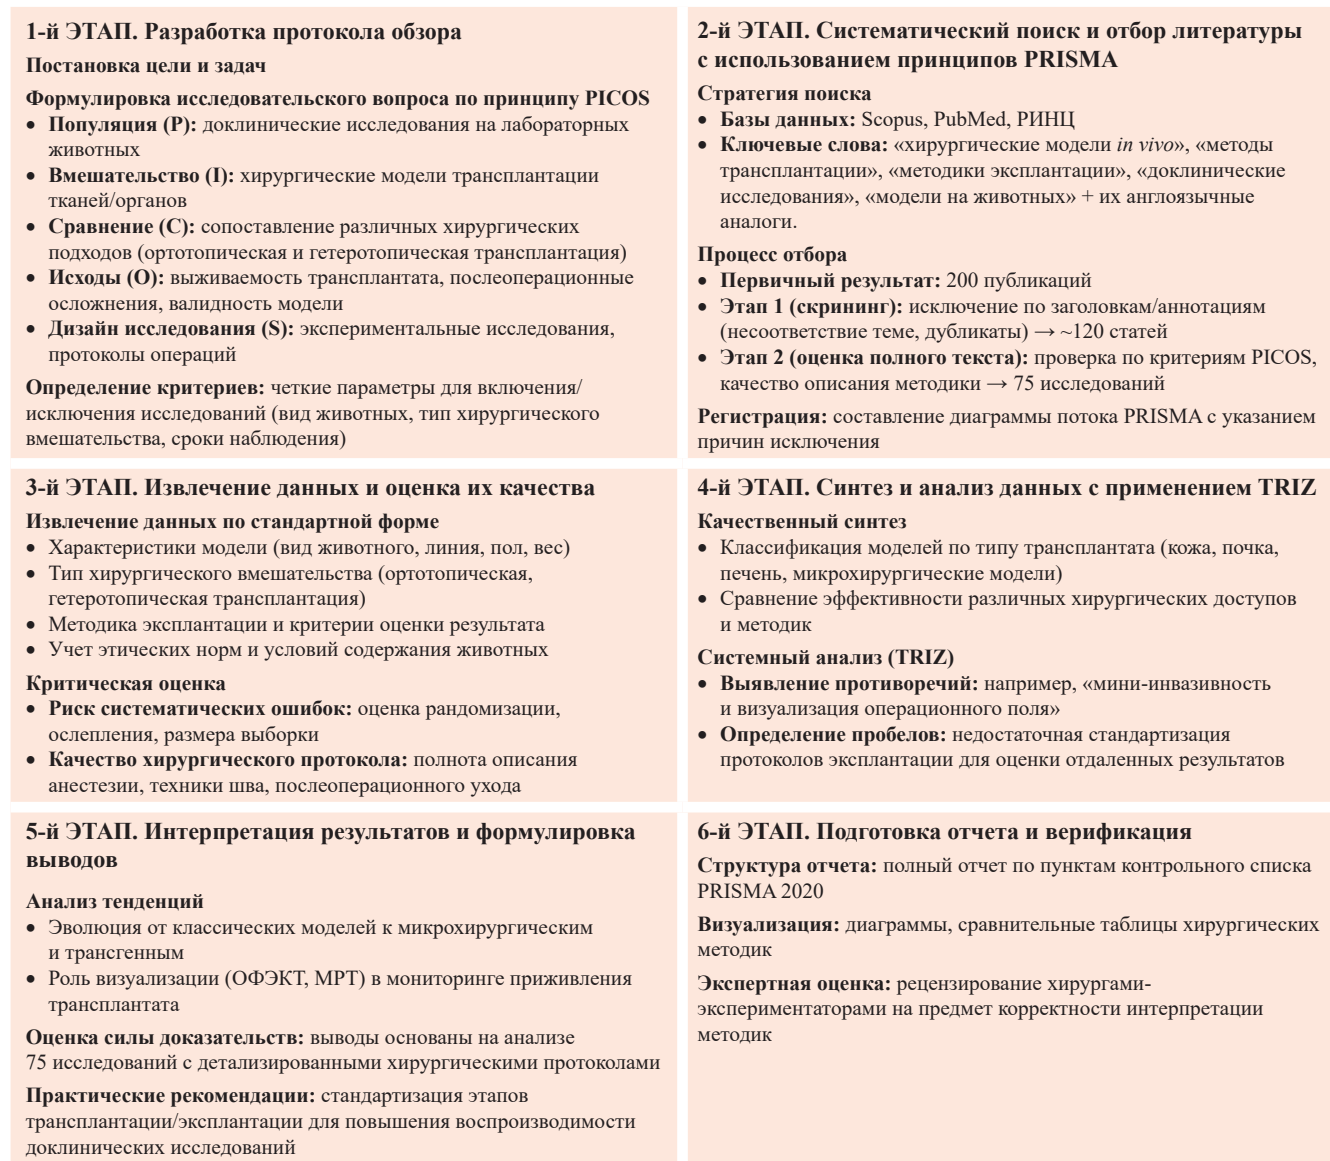 1-й ЭТАП. Разработка протокола обзора
Постановка цели и задач
Формулировка исследовательского вопроса по принципу PICOS
• Популяция (P): доклинические исследования на лабораторных
животных
• Вмешательство (I): хирургические модели трансплантации
тканей/органов
• Сравнение (C): сопоставление различных хирургических
подходов (ортотопическая и гетеротопическая трансплантация)
• Исходы (O): выживаемость трансплантата, послеоперационные
осложнения, валидность модели
• Дизайн исследования (S): экспериментальные исследования,
протоколы операций
Определение критериев: четкие параметры для включения/
исключения исследований (вид животных, тип хирургического
вмешательства, сроки наблюдения)
2-й ЭТАП. Систематический поиск и отбор литературы
с использованием принципов PRISMA
Стратегия поиска
• Базы данных: Scopus, PubMed, РИНЦ
• Ключевые слова: «хирургические модели in vivo», «методы
трансплантации», «методики эксплантации», «доклинические
исследования», «модели на животных» + их англоязычные
аналоги.
Процесс отбора
• Первичный результат: 200 публикаций
• Этап 1 (скрининг): исключение по заголовкам/аннотациям
(несоответствие теме, дубликаты) → ~120 статей
• Этап 2 (оценка полного текста): проверка по критериям PICOS,
качество описания методики → 75 исследований
Регистрация: составление диаграммы потока PRISMA с указанием
причин исключения
3-й ЭТАП. Извлечение данных и оценка их качества
Извлечение данных по стандартной форме
• Характеристики модели (вид животного, линия, пол, вес)
• Тип хирургического вмешательства (ортотопическая,
гетеротопическая трансплантация)
• Методика эксплантации и критерии оценки результата
• Учет этических норм и условий содержания животных
Критическая оценка
• Риск систематических ошибок: оценка рандомизации,
ослепления, размера выборки
• Качество хирургического протокола: полнота описания
анестезии, техники шва, послеоперационного ухода
4-й ЭТАП. Синтез и анализ данных с применением TRIZ
Качественный синтез
• Классификация моделей по типу трансплантата (кожа, почка,
печень, микрохирургические модели)
• Сравнение эффективности различных хирургических доступов
и методик
Системный анализ (TRIZ)
• Выявление противоречий: например, «мини-инвазивность
и визуализация операционного поля»
• Определение пробелов: недостаточная стандартизация
протоколов эксплантации для оценки отдаленных результатов
5-й ЭТАП. Интерпретация результатов и формулировка
выводов
Анализ тенденций
• Эволюция от классических моделей к микрохирургическим
и трансгенным
• Роль визуализации (ОФЭКТ, МРТ) в мониторинге приживления
трансплантата
Оценка силы доказательств: выводы основаны на анализе
75 исследований с детализированными хирургическими протоколами
Практические рекомендации: стандартизация этапов
трансплантации/эксплантации для повышения воспроизводимости
доклинических исследований
6-й ЭТАП. Подготовка отчета и верификация
Структура отчета: полный отчет по пунктам контрольного списка
PRISMA 2020
Визуализация: диаграммы, сравнительные таблицы хирургических
методик
Экспертная оценка: рецензирование хирургами-
экспериментаторами на предмет корректности интерпретации
методик